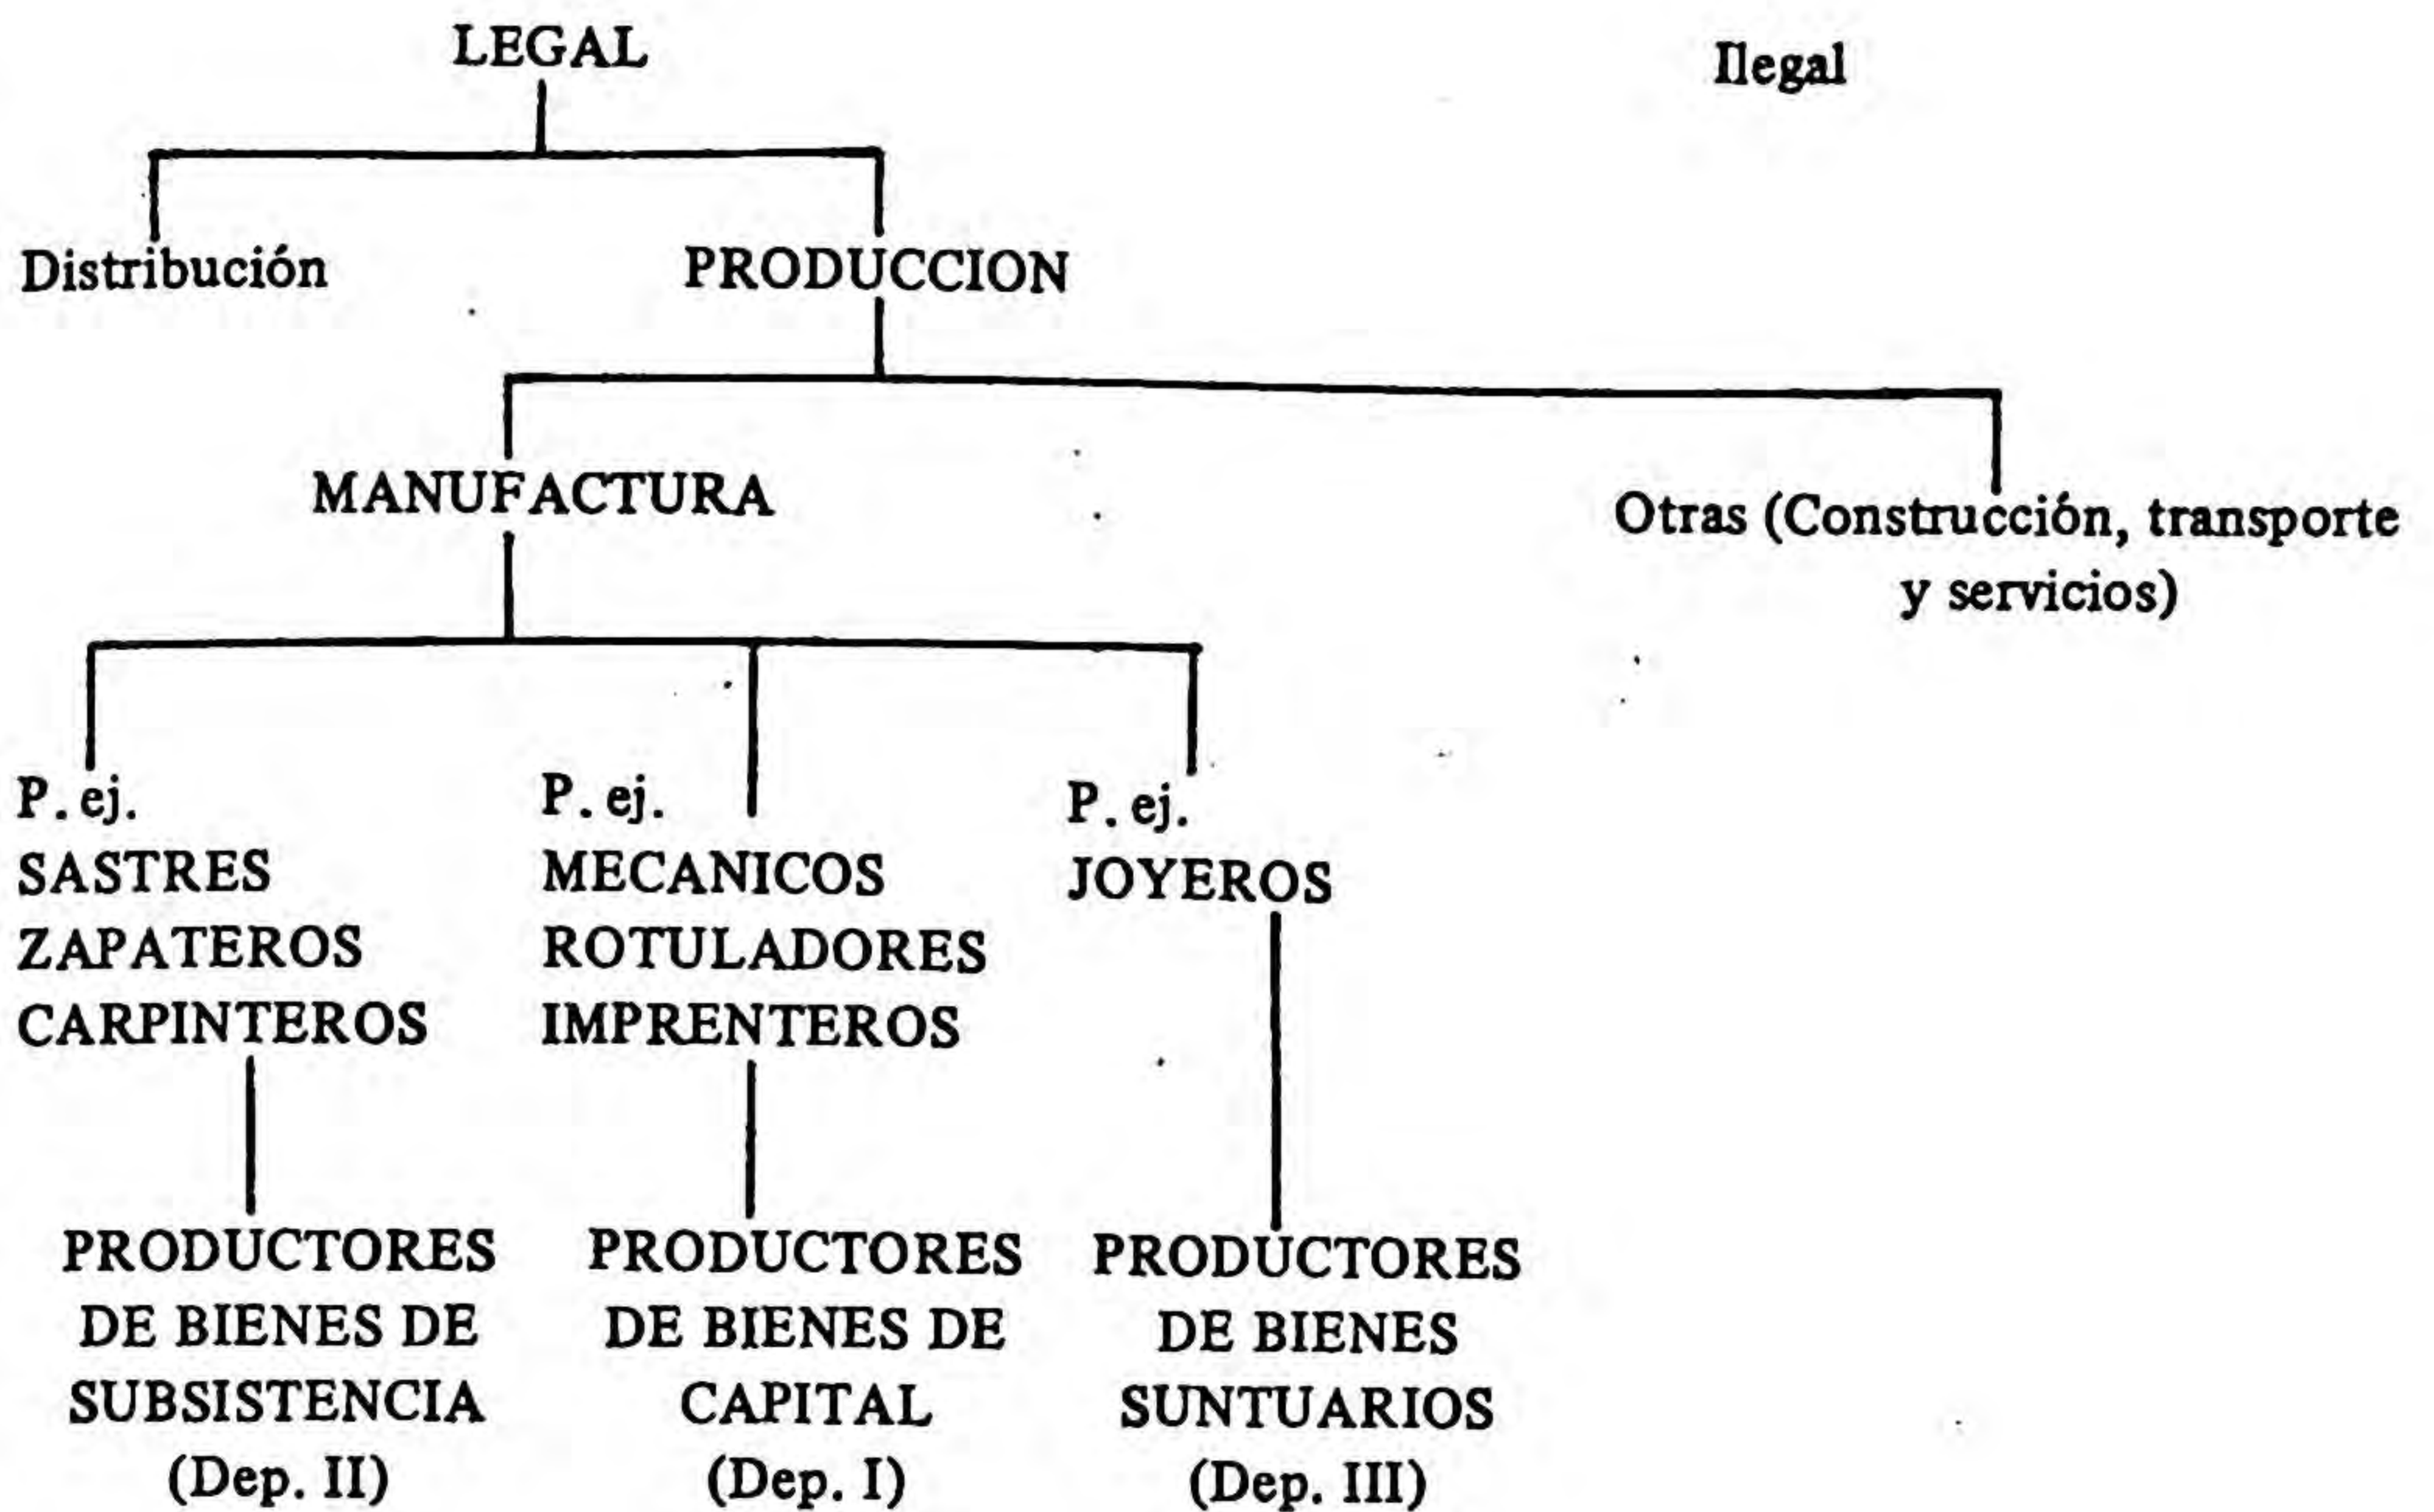 LEGAL
Ilegal
Distribución
PRODUCCION
MANUFACTURA
Otras (Construcción, transporte
y servicios)
P. ej.
SASTRES
ZAPATEROS
CARPINTEROS
P. ej.
MECANICOS
ROTULADORES
IMPRENTEROS
P. ej.
JOYEROS
PRODUCTORES
DE BIENES DE
SUBSISTENCIA
(Dep. II)
PRODUCTORES
DE BIENES DE
CAPITAL
(Dep. I)
PRODUCTORES
DE BIENES
SUNTUARIOS
(Dep. III)